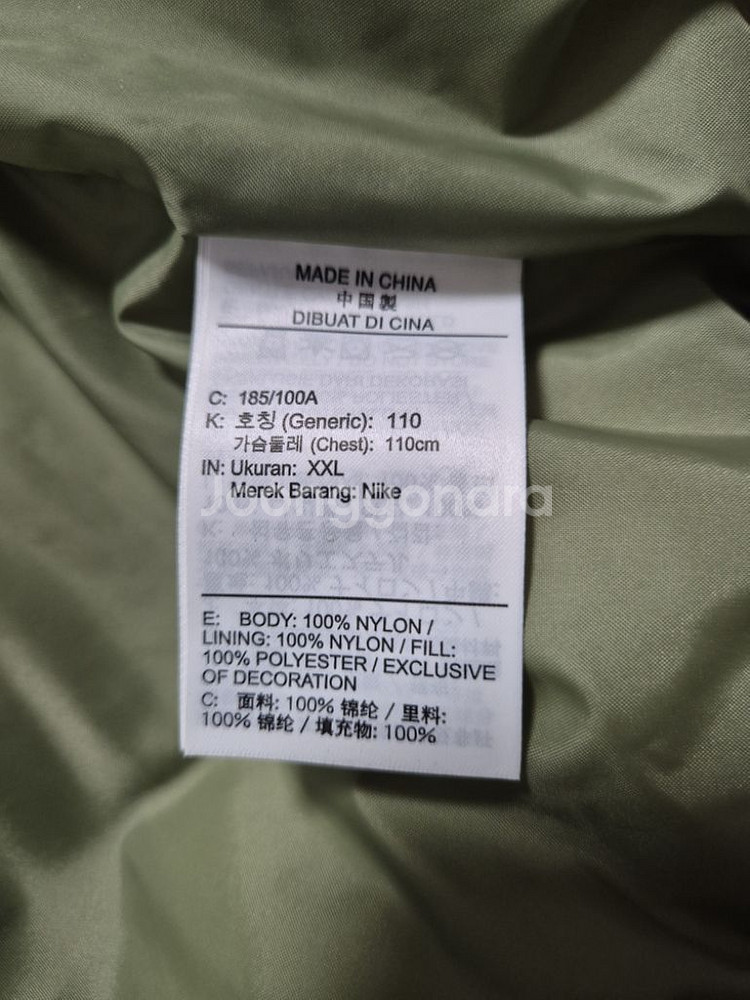 MADE IN CHINA
中国製
DIBUAT DI CINA
C: 185/100A
K: 호칭 (Generic): 110
가슴둘레 (Chest): 110cm
IN: Ukuran: XXL
Merek Barang: Nike
Joonggonara
E: BODY: 100% NYLON /
LINING: 100% NYLON / FILL:
100% POLYESTER / EXCLUSIVE
OF DECORATION
C: 面料: 100% 锦纶 / 里料:
100% 锦纶 / 填充物: 100%